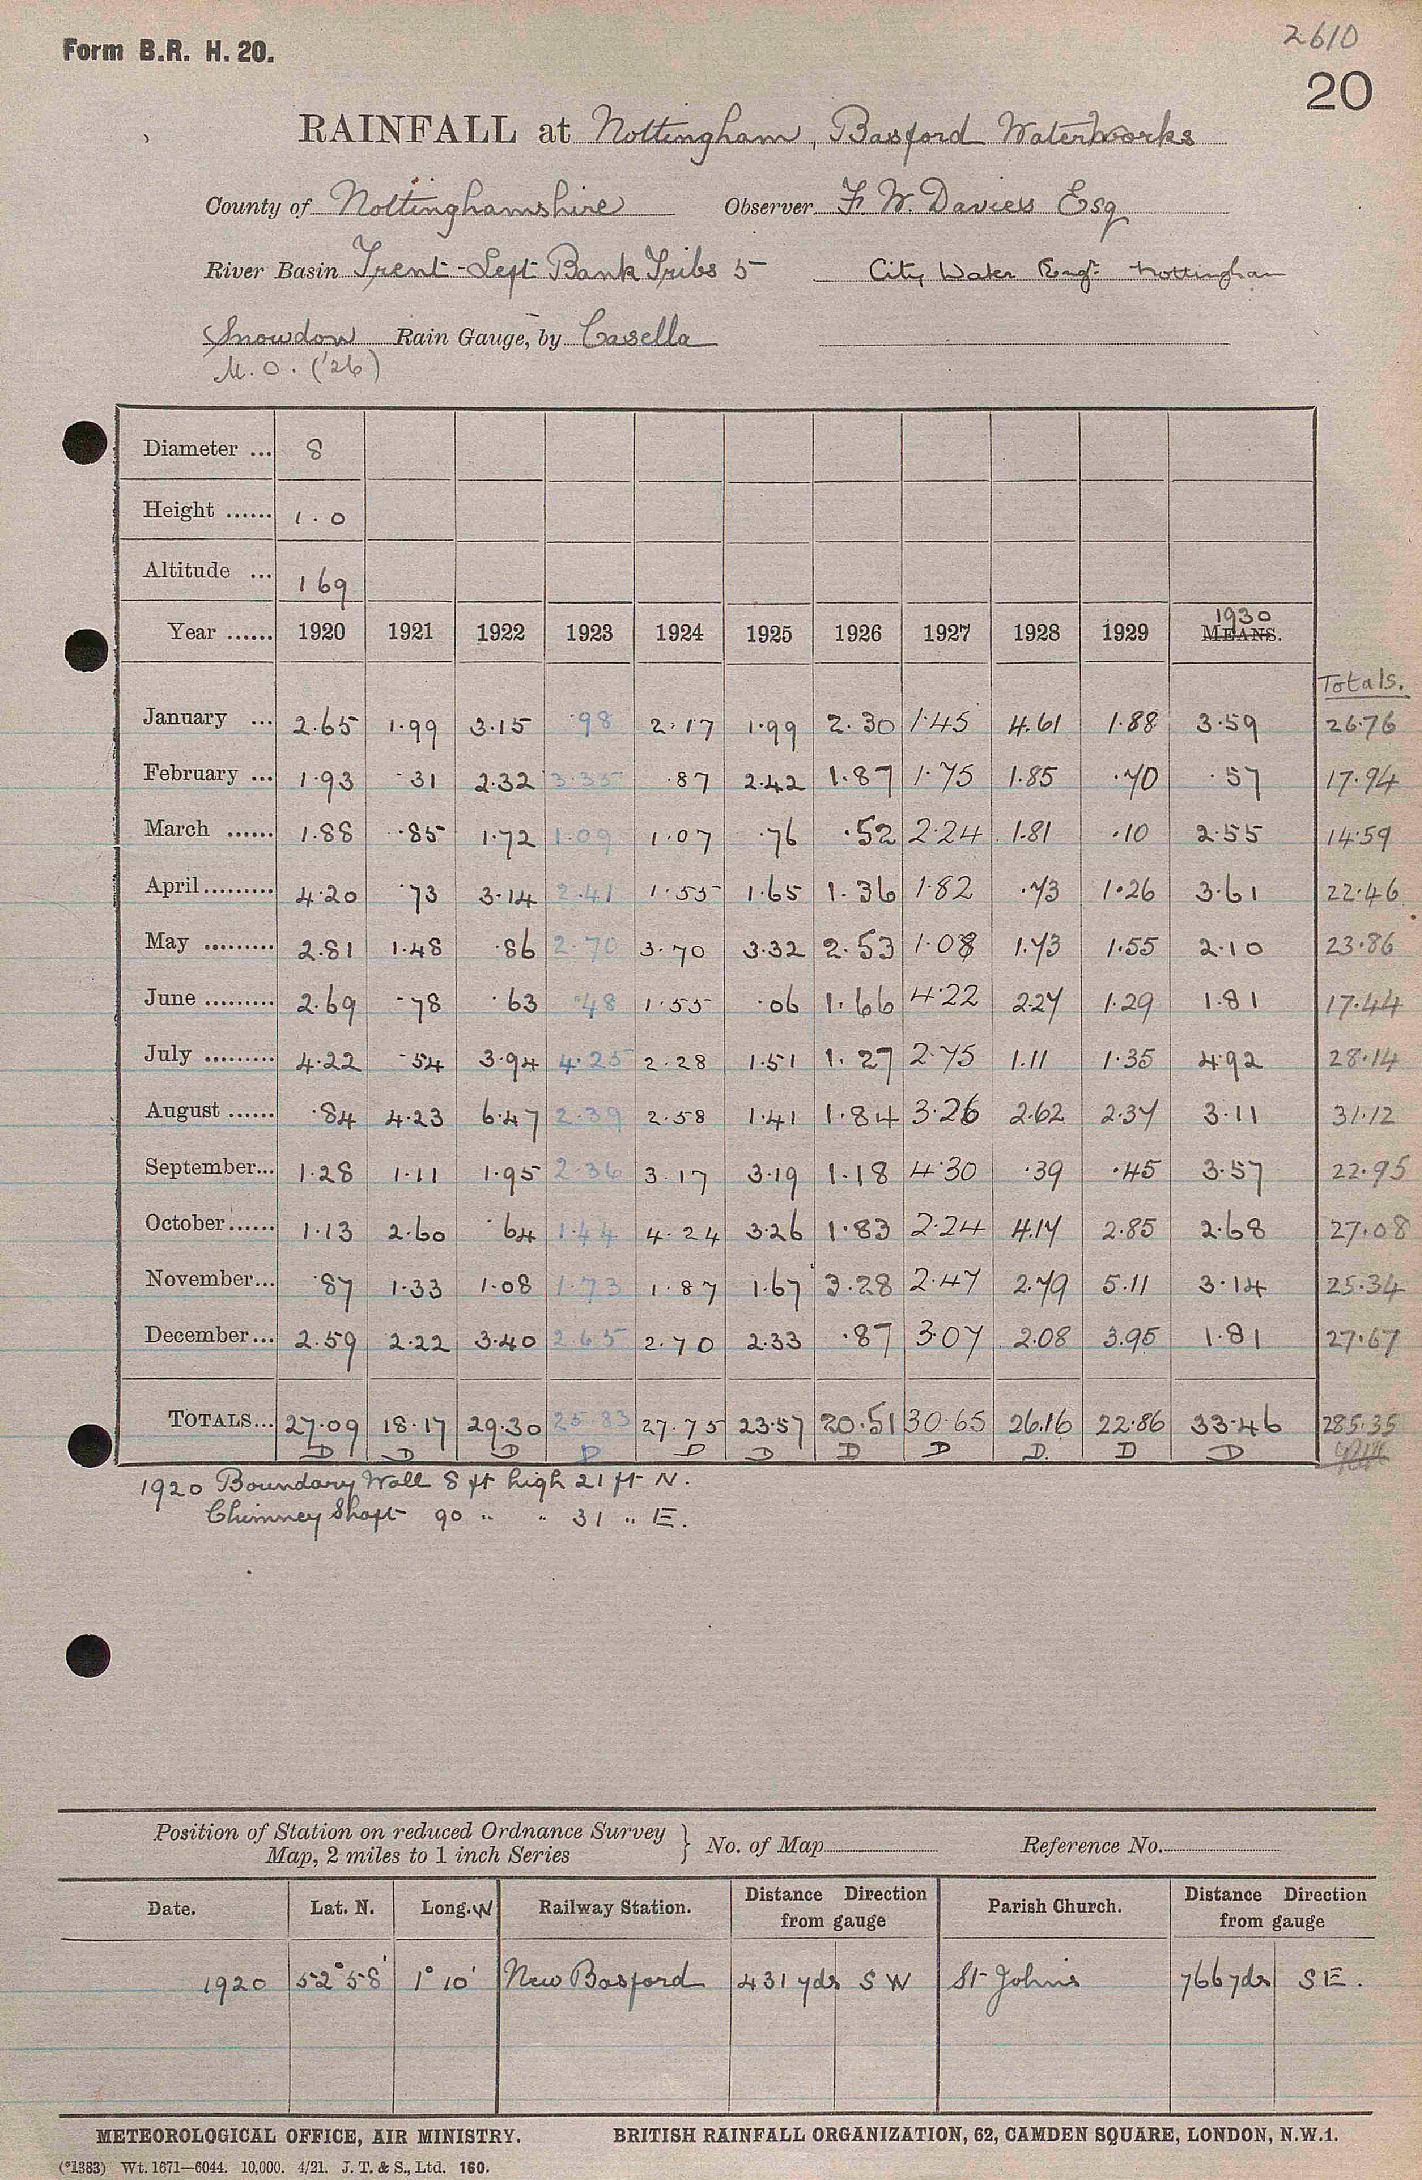 2610
Form B.R. H. 20.
20
RAINFALL at Nottingham, Basford Waterworks
County of Nottinghamshire Observer F. W. Davies Esq
River Basin Trent-Left Bank Tribs 5 City Water Engr. Nottingham
Snowdon Rain Gauge, by Casella
M.O. ('26)
Diameter ... 8
Height ...... 1.0
Altitude ... 169
Year ...... 1920 1921 1922 1923 1924 1925 1926 1927 1928 1929 1930 MEANS.
Totals.
January ... 2.65 1.99 3.15 .98 2.17 1.99 2.30 1.45 4.61 1.88 3.59 26.76
February ... 1.93 .31 2.32 3.35 .87 2.42 1.87 1.75 1.85 .70 .57 17.94
March ...... 1.88 .85 1.72 1.09 1.07 .76 .52 2.24 1.81 .10 2.55 14.59
April ......... 4.20 .73 3.14 2.41 1.55 1.65 1.36 1.82 .73 1.26 3.61 22.46
May ......... 2.81 1.48 .86 2.70 3.70 3.32 2.53 1.08 1.73 1.55 2.10 23.86
June ......... 2.69 .78 .63 .48 1.55 .06 1.66 4.22 2.27 1.29 1.81 17.44
July ......... 4.22 .54 3.94 4.25 2.28 1.51 1.27 2.75 1.11 1.35 4.92 28.14
August ...... .84 4.23 6.47 2.39 2.58 1.41 1.84 3.26 2.62 2.37 3.11 31.12
September... 1.28 1.11 1.95 2.36 3.17 3.19 1.18 4.30 .39 .45 3.57 22.95
October ...... 1.13 2.60 .64 1.44 4.24 3.26 1.83 2.24 4.17 2.85 2.68 27.08
November... .87 1.33 1.08 1.73 1.87 1.67 3.28 2.47 2.79 5.11 3.14 25.34
December... 2.59 2.22 3.40 2.65 2.70 2.33 .87 3.07 2.08 3.95 1.81 27.67
TOTALS... 27.09 18.17 29.30 25.83 27.75 23.57 20.51 30.65 26.16 22.86 33.46 285.35
D D D D D D D D D. D D
1920 Boundary Wall 8 ft high 21 ft N.
Chimney Shaft 90 " " 31 " E.
Position of Station on reduced Ordnance Survey Map, 2 miles to 1 inch Series } No. of Map Reference No.
Date. Lat. N. Long. W Railway Station. Distance Direction from gauge Parish Church. Distance Direction from gauge
1920 52° 58' 1° 10' New Basford 431 yds S W St Johns 766 yds S E.
METEOROLOGICAL OFFICE, AIR MINISTRY. BRITISH RAINFALL ORGANIZATION, 62, CAMDEN SQUARE, LONDON, N.W.1.
(*1383) Wt. 1671—6044. 10,000. 4/21. J. T. & S., Ltd. 160.